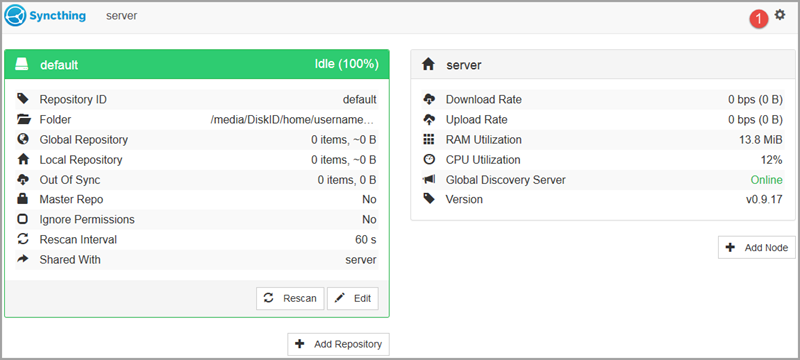 Syncthing server 1
default Idle (100%)
Repository ID default
Folder /media/DiskID/home/username...
Global Repository 0 items, ~0 B
Local Repository 0 items, ~0 B
Out Of Sync 0 items, 0 B
Master Repo No
Ignore Permissions No
Rescan Interval 60 s
Shared With server
Rescan Edit
Add Repository
server
Download Rate 0 bps (0 B)
Upload Rate 0 bps (0 B)
RAM Utilization 13.8 MiB
CPU Utilization 12%
Global Discovery Server Online
Version v0.9.17
Add Node